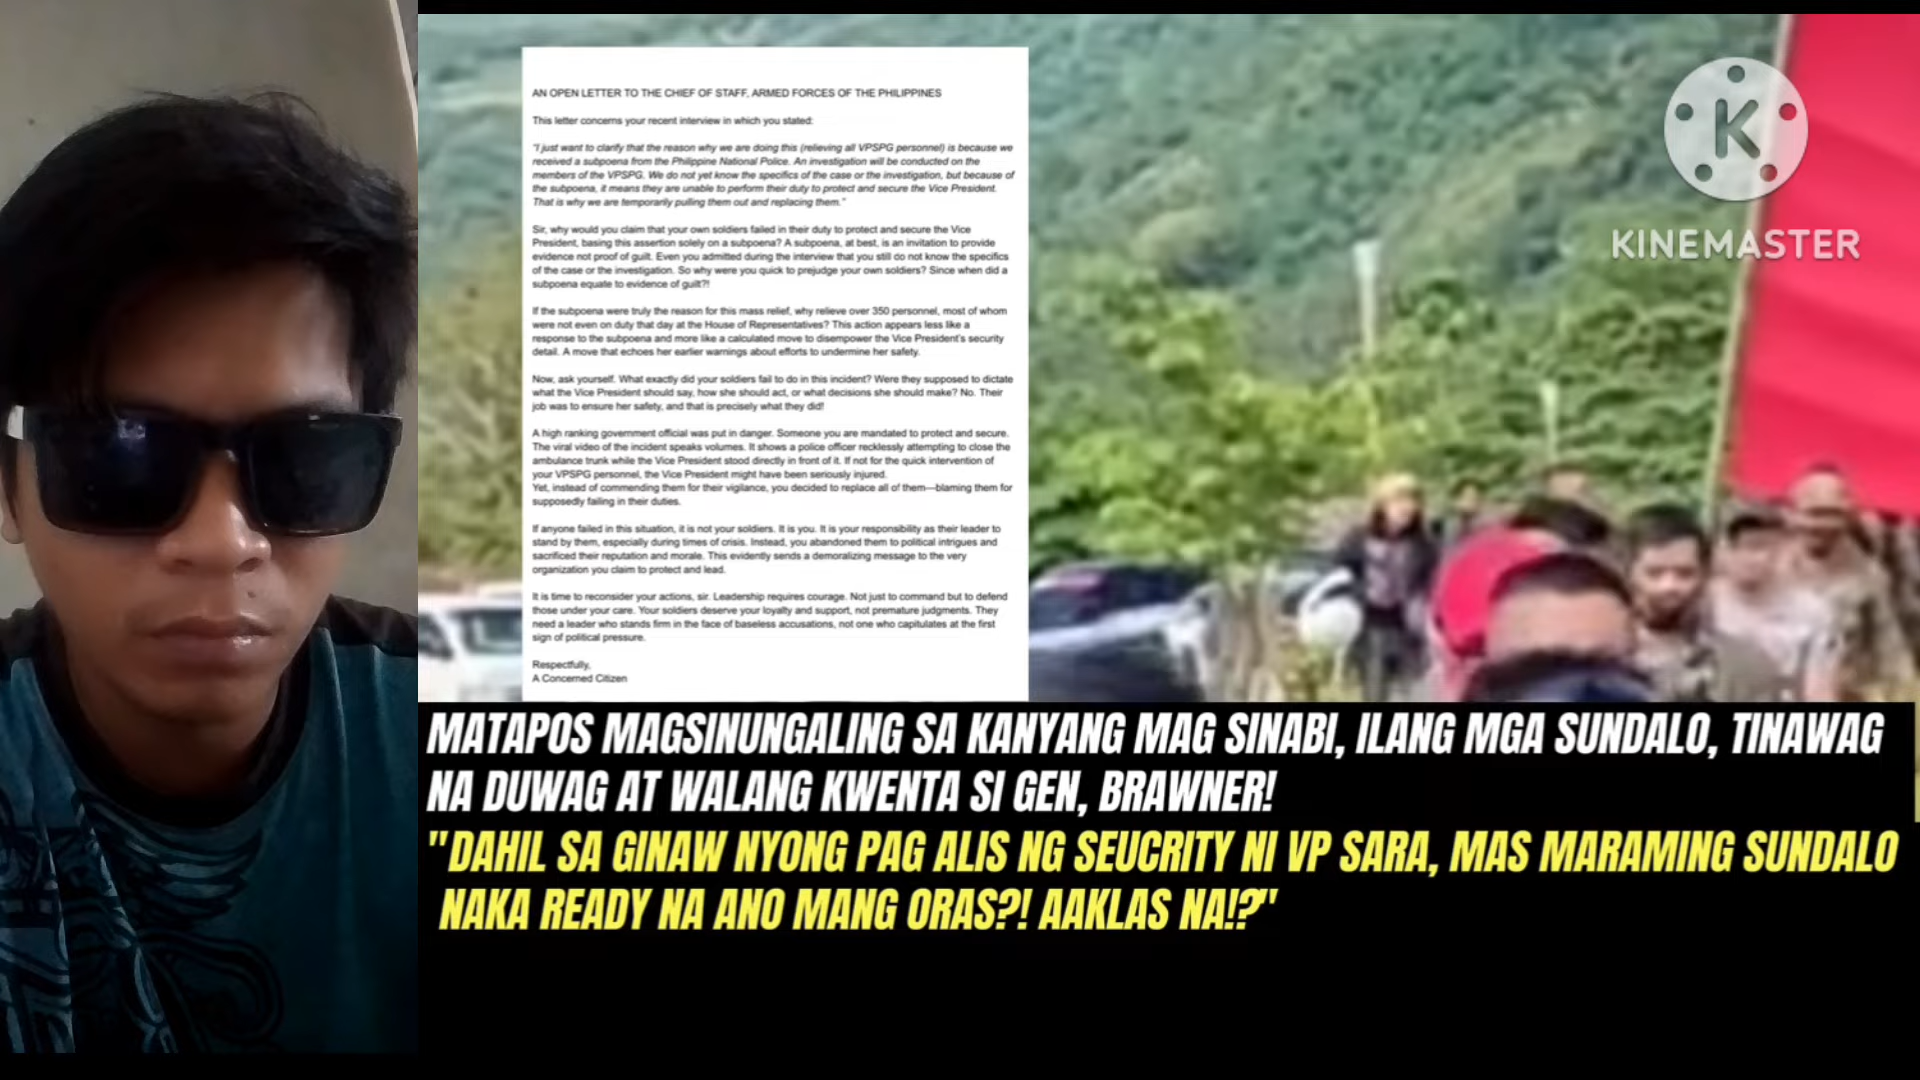 AN OPEN LETTER TO THE CHIEF OF STAFF, ARMED FORCES OF THE PHILIPPINES
This letter concerns your recent interview in which you stated:
"I just want to clarify that the reason why we are doing this (relieving all VPSPG personnel) is because we
received a subpoena from the Philippine National Police. An investigation will be conducted on the
members of the VPSPG. We do not yet know the specifics of the case or the investigation, but because of
the subpoena, it means they are unable to perform their duty to protect and secure the Vice President.
That is why we are temporarily pulling them out and replacing them."
Sir, why would you claim that your own soldiers failed in their duty to protect and secure the Vice
President, basing this assertion solely on a subpoena? A subpoena, at best, is an invitation to provide
evidence not proof of guilt. Even you admitted during the interview that you still do not know the specifics
of the case or the investigation. So why were you quick to prejudge your own soldiers? Since when did a
subpoena equate to evidence of guilt?!
If the subpoena were truly the reason for this mass relief, why relieve over 350 personnel, most of whom
were not even on duty that day at the House of Representatives? This action appears less like a
response to the subpoena and more like a calculated move to disempower the Vice President's security
detail. A move that echoes her earlier warnings about efforts to undermine her safety.
Now, ask yourself. What exactly did your soldiers fail to do in this incident? Were they supposed to dictate
what the Vice President should say, how she should act, or what decisions she should make? No. Their
job was to ensure her safety, and that is precisely what they did!
A high ranking government official was put in danger. Someone you are mandated to protect and secure.
The viral video of the incident speaks volumes. It shows a police officer recklessly attempting to close the
ambulance trunk while the Vice President stood directly in front of it. If not for the quick intervention of
your VPSPG personnel, the Vice President might have been seriously injured.
Yet, instead of commending them for their vigilance, you decided to replace all of them—blaming them for
supposedly failing in their duties.
If anyone failed in this situation, it is not your soldiers. It is you. It is your responsibility as their leader to
stand by them, especially during times of crisis. Instead, you abandoned them to political intrigues and
sacrificed their reputation and morale. This evidently sends a demoralizing message to the very
organization you claim to protect and lead.
It is time to reconsider your actions, sir. Leadership requires courage. Not just to command but to defend
those under your care. Your soldiers deserve your loyalty and support, not premature judgments. They
need a leader who stands firm in the face of baseless accusations, not one who capitulates at the first
sign of political pressure.
Respectfully,
A Concerned Citizen
K
KINEMASTER
MATAPOS MAGSINUNGALING SA KANYANG MAG SINABI, ILANG MGA SUNDALO, TINAWAG
NA DUWAG AT WALANG KWENTA SI GEN, BRAWNER!
"DAHIL SA GINAW NYONG PAG ALIS NG SEUCRITY NI VP SARA, MAS MARAMING SUNDALO
NAKA READY NA ANO MANG ORAS?! AAKLAS NA!?"